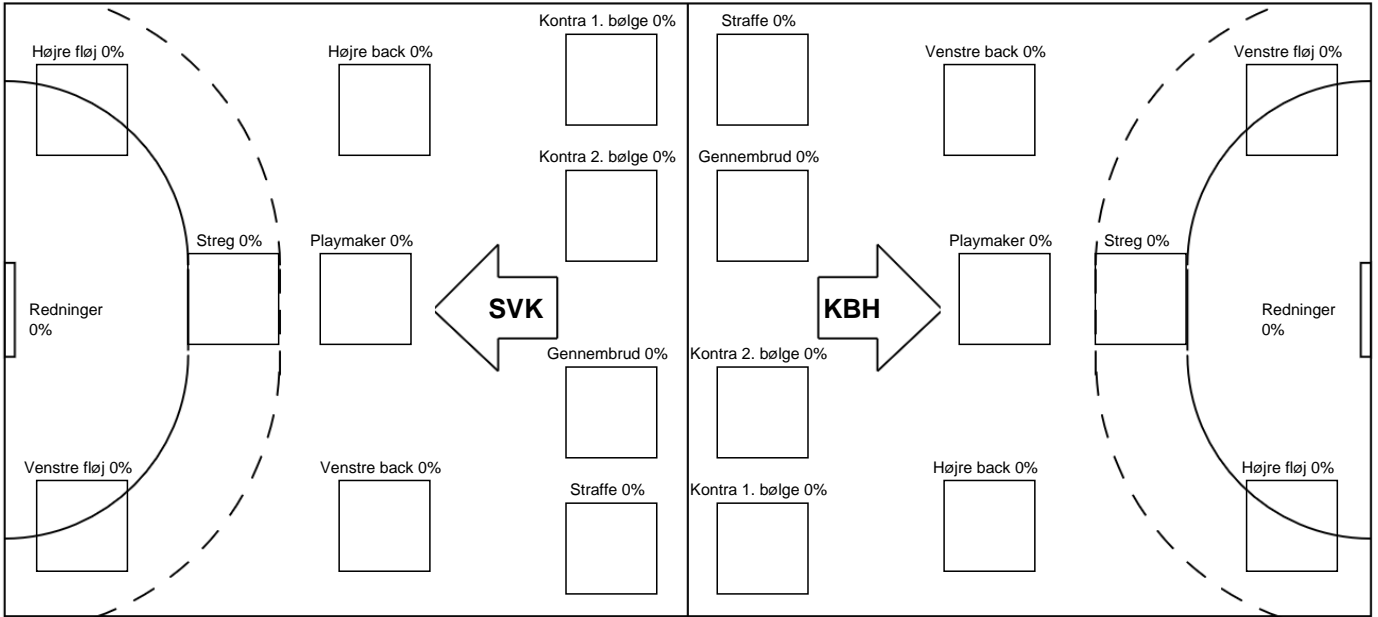 Kontra 1. bølge 0%
Straffe 0%
Højre fløj 0%
Højre back 0%
Venstre back 0%
Venstre fløj 0%
Kontra 2. bølge 0%
Gennembrud 0%
Streg 0%
Playmaker 0%
Playmaker 0%
Streg 0%
Redninger
0%
SVK
KBH
Redninger
0%
Gennembrud 0%
Kontra 2. bølge 0%
Venstre fløj 0%
Venstre back 0%
Straffe 0%
Kontra 1. bølge 0%
Højre back 0%
Højre fløj 0%